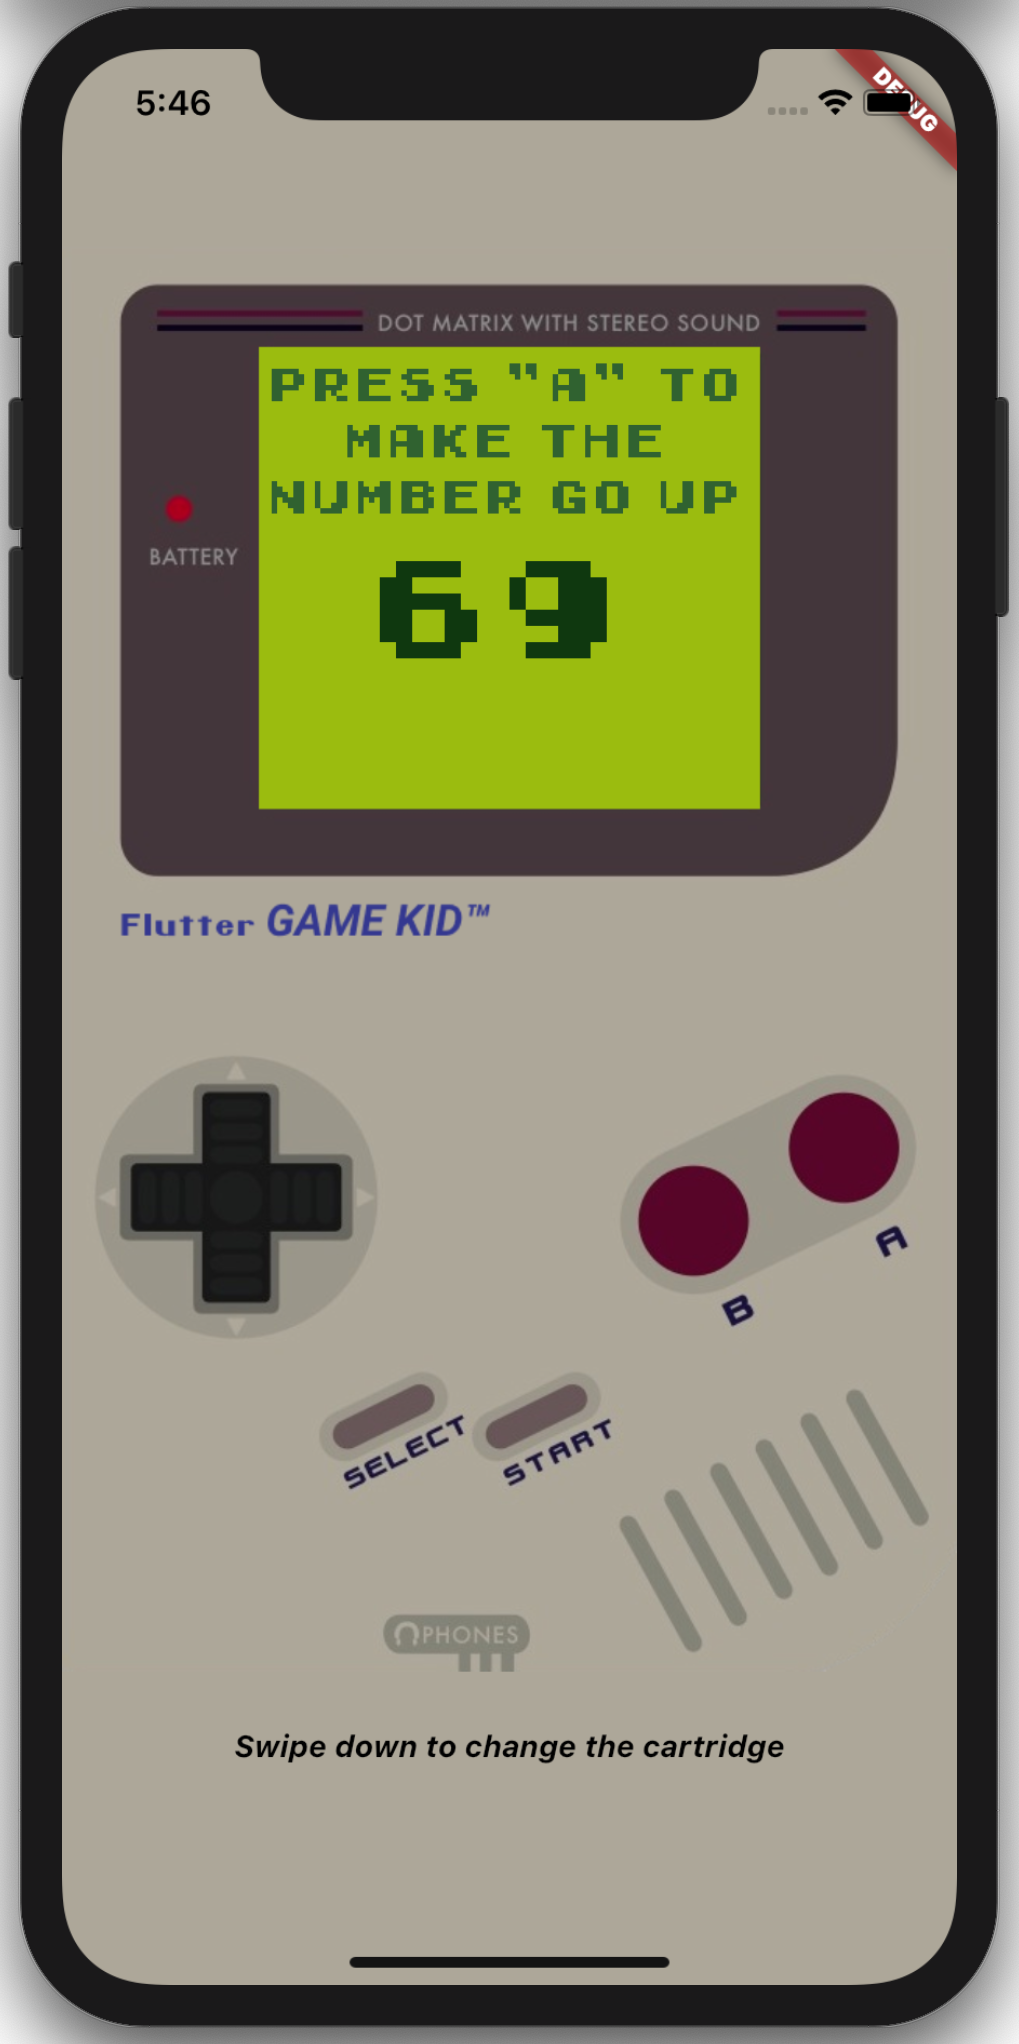 5:46
DEBUG
DOT MATRIX WITH STEREO SOUND
PRESS "A" TO
MAKE THE
NUMBER GO UP
69
BATTERY
Flutter GAME KID™
A
B
SELECT
START
PHONES
Swipe down to change the cartridge